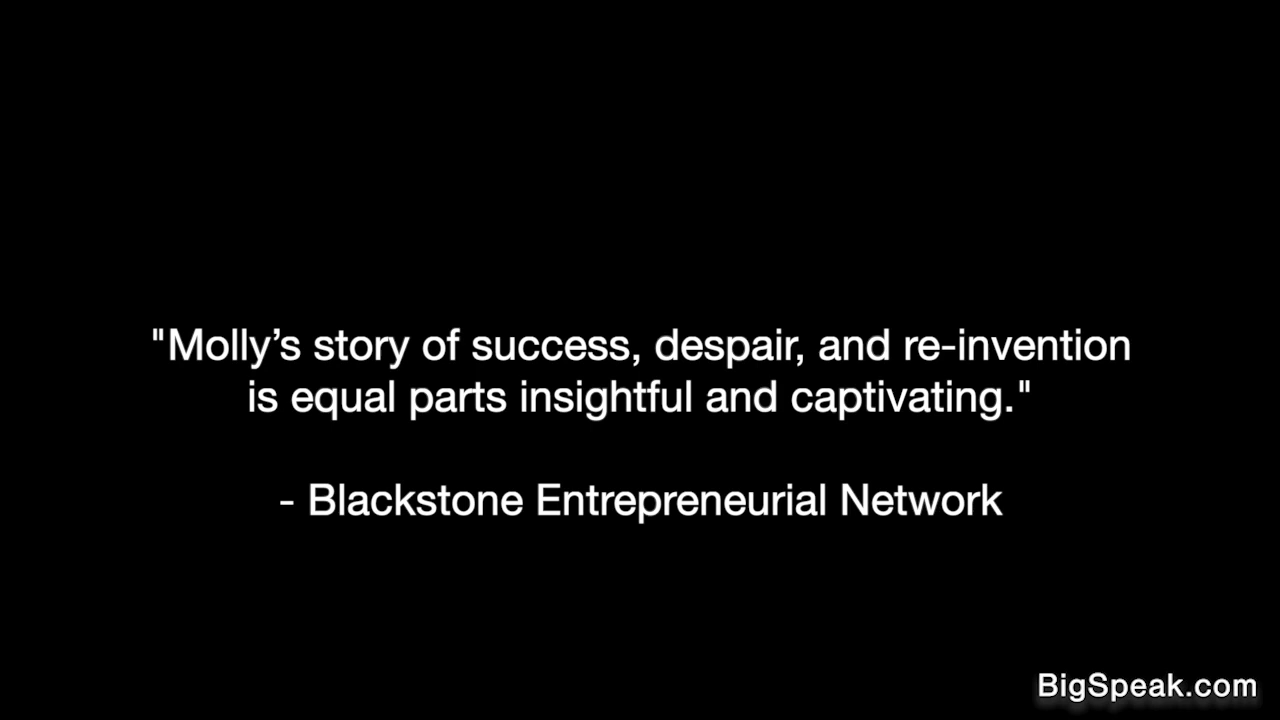 "Molly’s story of success, despair, and re-invention
is equal parts insightful and captivating."
- Blackstone Entrepreneurial Network
BigSpeak.com